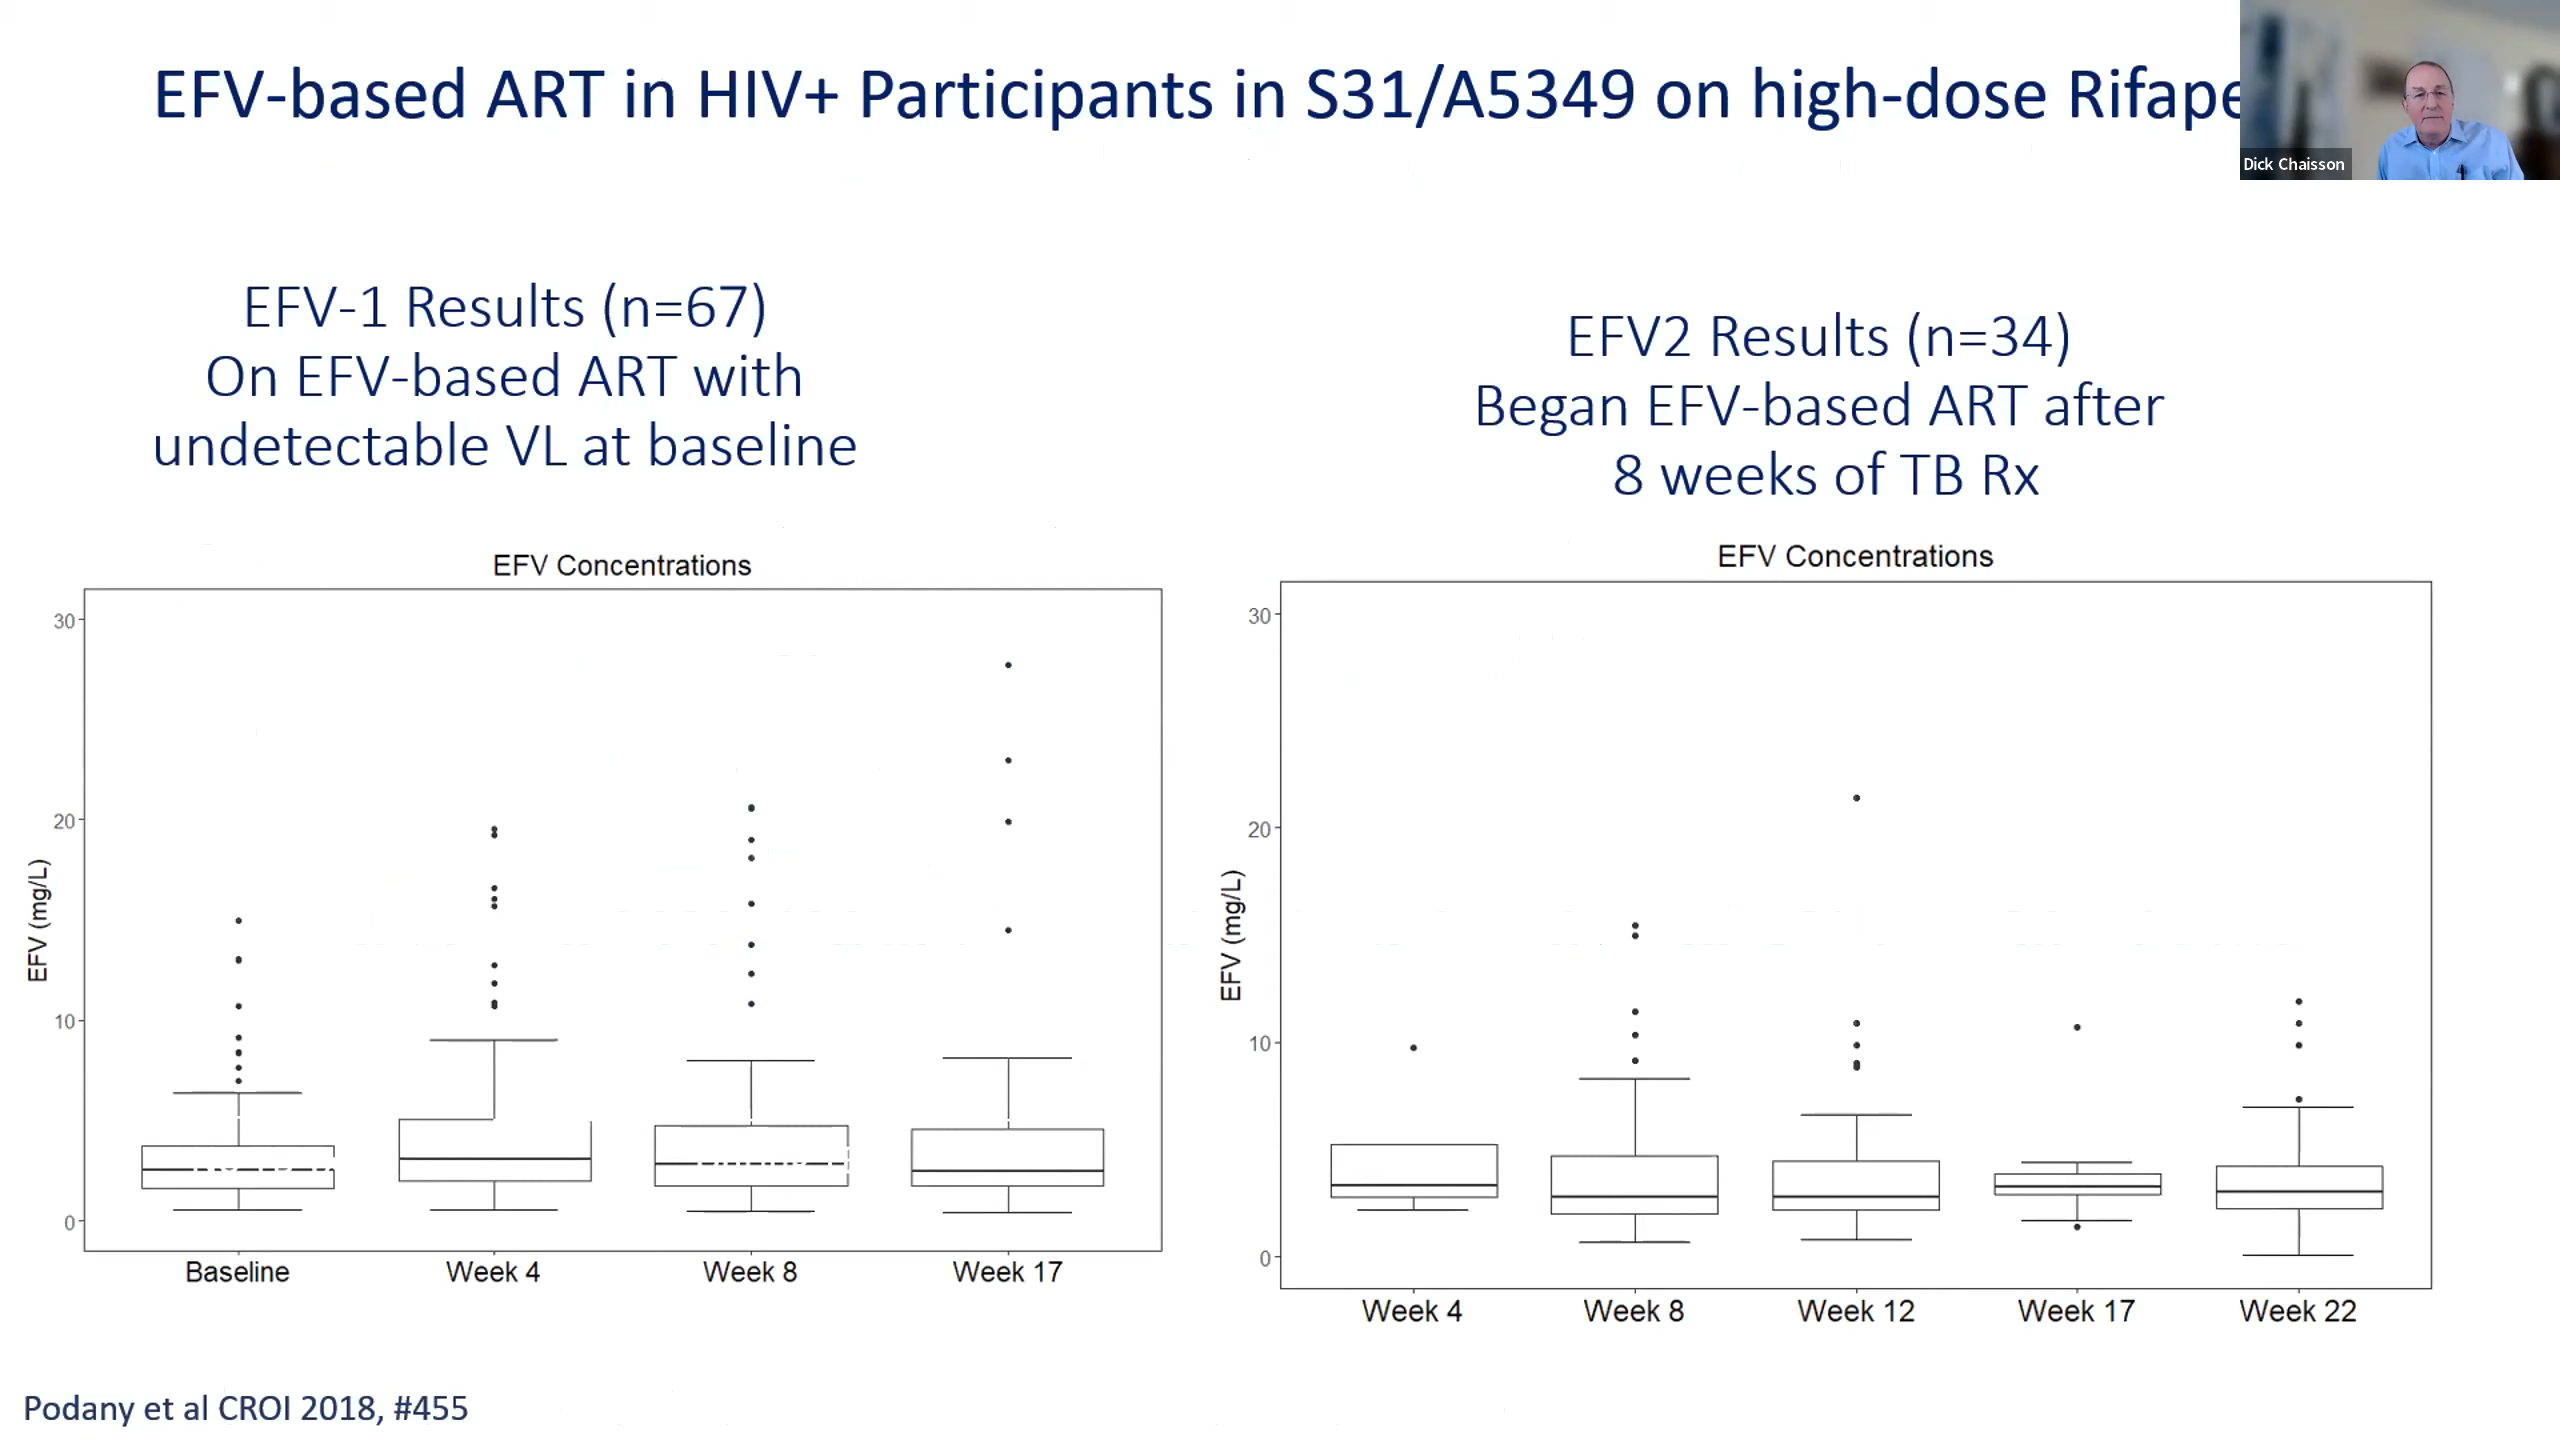 EFV-based ART in HIV+ Participants in S31/A5349 on high-dose
Dick Chaisson
EFV-1 Results (n=67)
On EFV-based ART with
undetectable VL at baseline
EFV2 Results (n=34)
Began EFV-based ART after
8 weeks of TB Rx
EFV Concentrations
30
20
10
0
EFV (mg/L)
Baseline
Week 4
Week 8
Week 17
EFV Concentrations
30
20
10
0
EFV (mg/L)
Week 4
Week 8
Week 12
Week 17
Week 22
Podany et al CROI 2018, #455